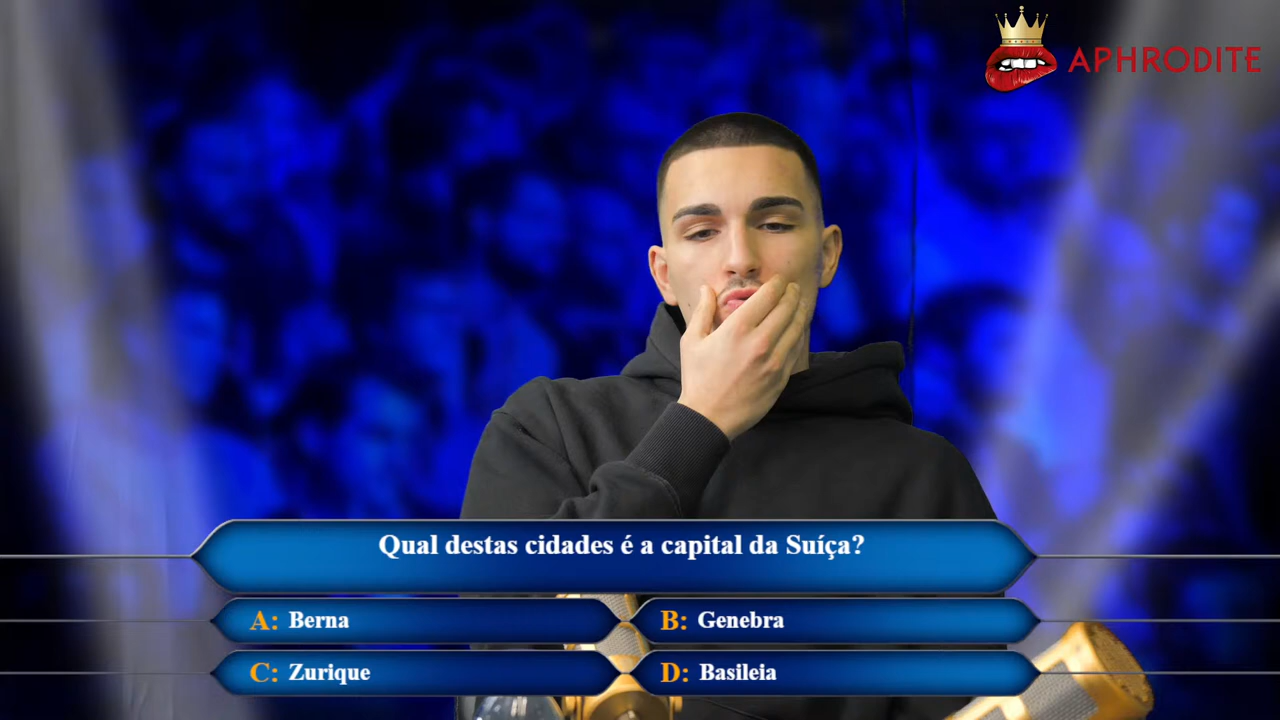 APHRODITE
Qual destas cidades é a capital da Suíça?
A: Berna
B: Genebra
C: Zurique
D: Basileia